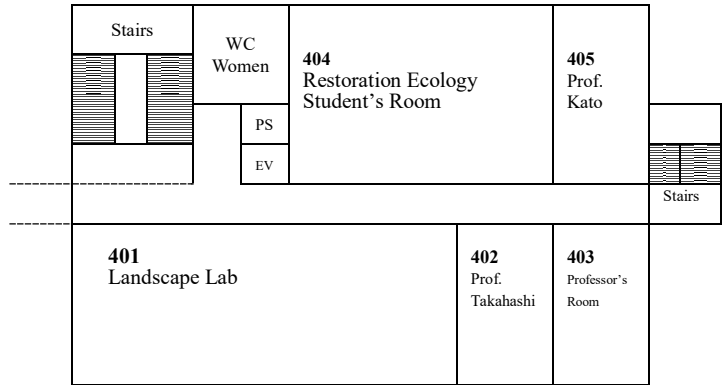 Stairs
WC
Women
404
Restoration Ecology
Student’s Room
405
Prof.
Kato
PS
EV
Stairs
401
Landscape Lab
402
Prof.
Takahashi
403
Professor’s
Room